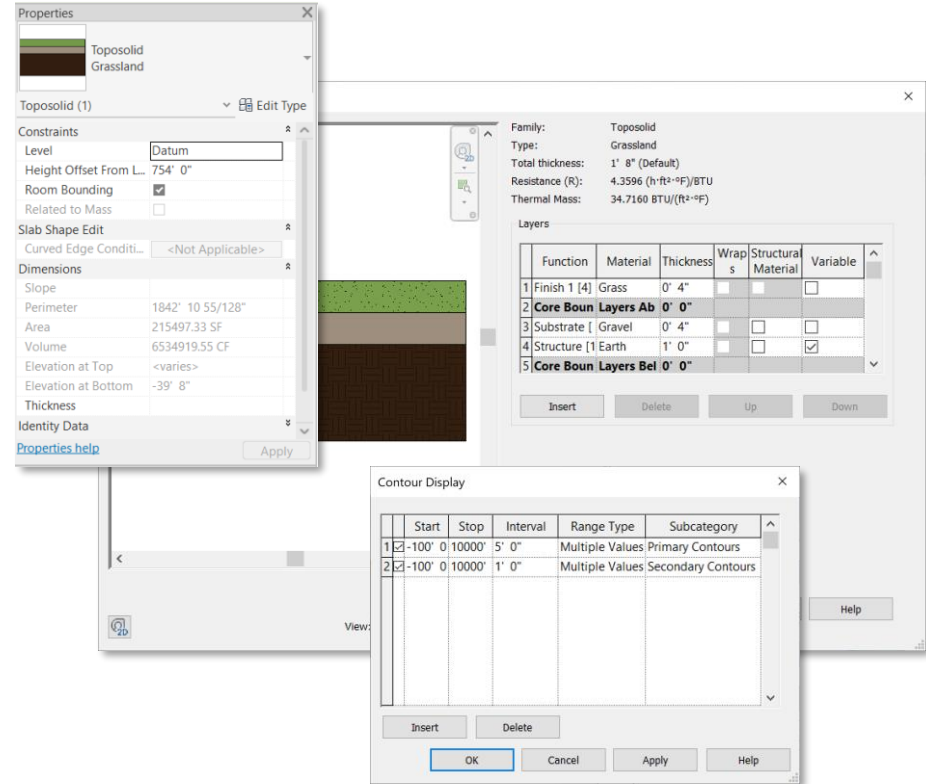 Properties
Toposolid
Grassland
Toposolid (1)
Edit Type
Constraints
Level Datum
Height Offset From L... 754' 0"
Room Bounding
Related to Mass
Slab Shape Edit
Curved Edge Conditi... <Not Applicable>
Dimensions
Slope
Perimeter 1842' 10 55/128"
Area 215497.33 SF
Volume 6534919.55 CF
Elevation at Top <varies>
Elevation at Bottom -39' 8"
Thickness
Identity Data
Properties help Apply
2D
Family: Toposolid
Type: Grassland
Total thickness: 1' 8" (Default)
Resistance (R): 4.3596 (h·ft²·ºF)/BTU
Thermal Mass: 34.7160 BTU/(ft²·ºF)
Layers
Function Material Thickness Wrap s Structural Material Variable
1 Finish 1 [4] Grass 0' 4"
2 Core Boun Layers Ab 0' 0"
3 Substrate [ Gravel 0' 4"
4 Structure [1 Earth 1' 0"
5 Core Boun Layers Bel 0' 0"
Insert Delete Up Down
2D
View:
Help
Contour Display
Start Stop Interval Range Type Subcategory
1 -100' 0 10000' 5' 0" Multiple Values Primary Contours
2 -100' 0 10000' 1' 0" Multiple Values Secondary Contours
Insert Delete
OK Cancel Apply Help